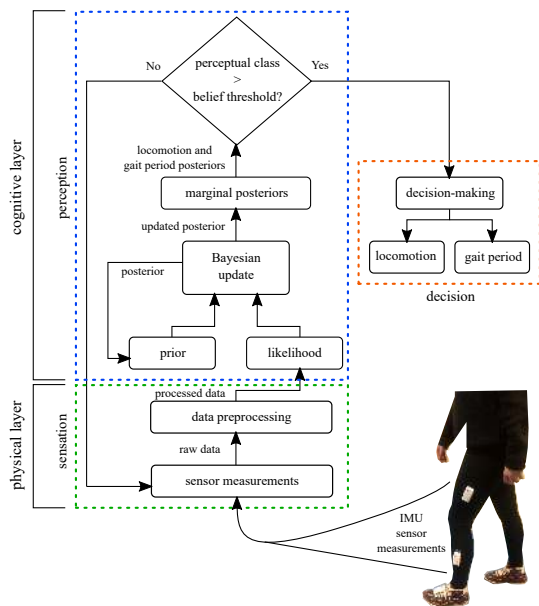 No
perceptual class
>
belief threshold?
Yes
locomotion and
gait period posteriors
marginal posteriors
updated posterior
Bayesian
update
posterior
prior
likelihood
cognitive layer
perception
decision-making
locomotion
gait period
decision
processed data
data preprocessing
raw data
sensor measurements
physical layer
sensation
IMU
sensor
measurements